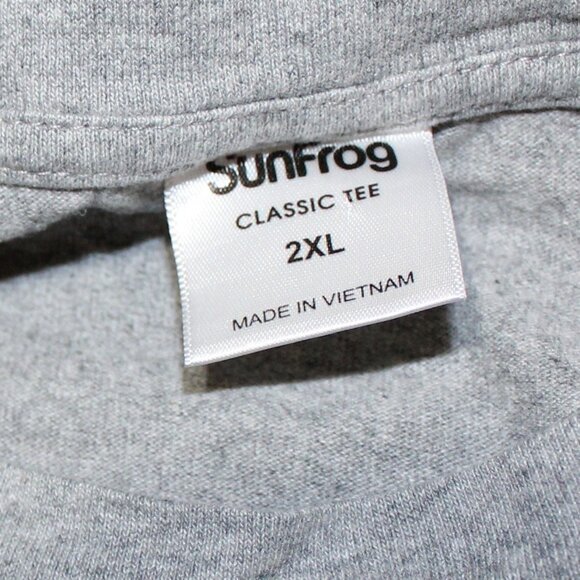 SunFrog
CLASSIC TEE
2XL
MADE IN VIETNAM